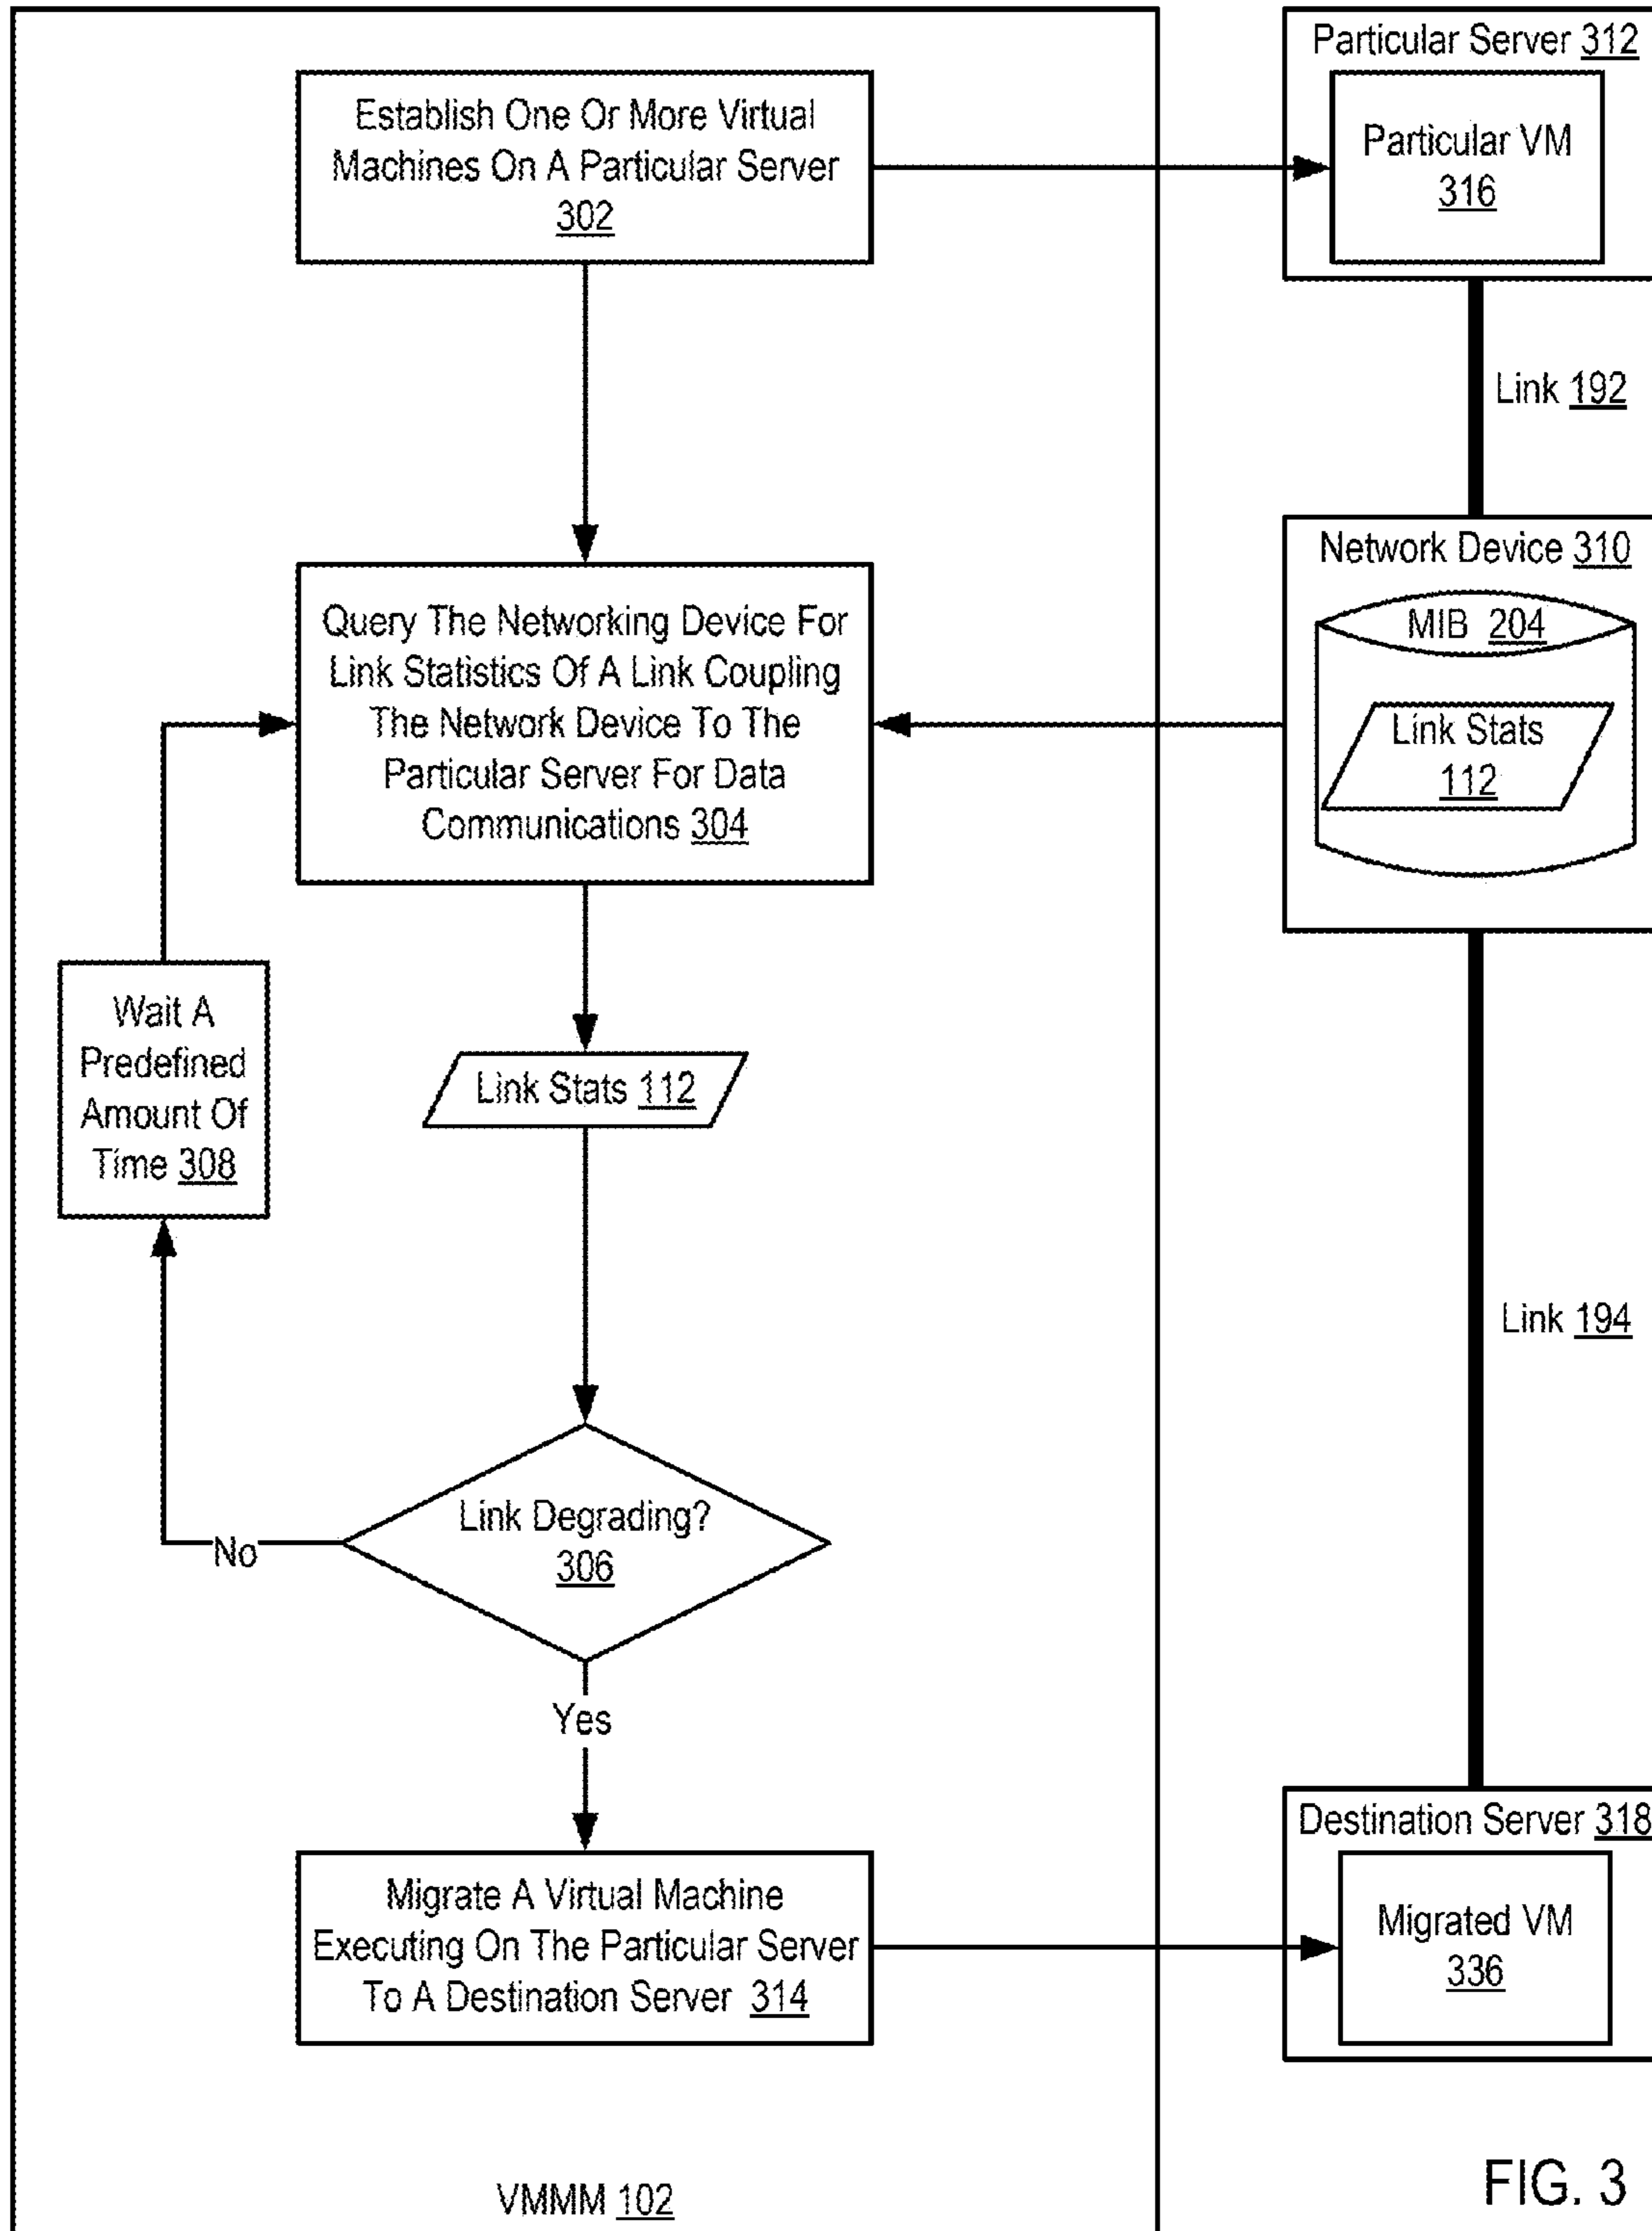 Particular Server 312
Establish One Or More Virtual
Machines On A Particular Server
302
Particular VM
316
Link 192
Network Device 310
MIB 204
Link Stats
112
Query The Networking Device For
Link Statistics Of A Link Coupling
The Network Device To The
Particular Server For Data
Communications 304
Wait A
Predefined
Amount Of
Time 308
Link Stats 112
Link 194
Link Degrading?
306
No
Yes
Destination Server 318
Migrate A Virtual Machine
Executing On The Particular Server
To A Destination Server 314
Migrated VM
336
VMMM 102
FIG. 3